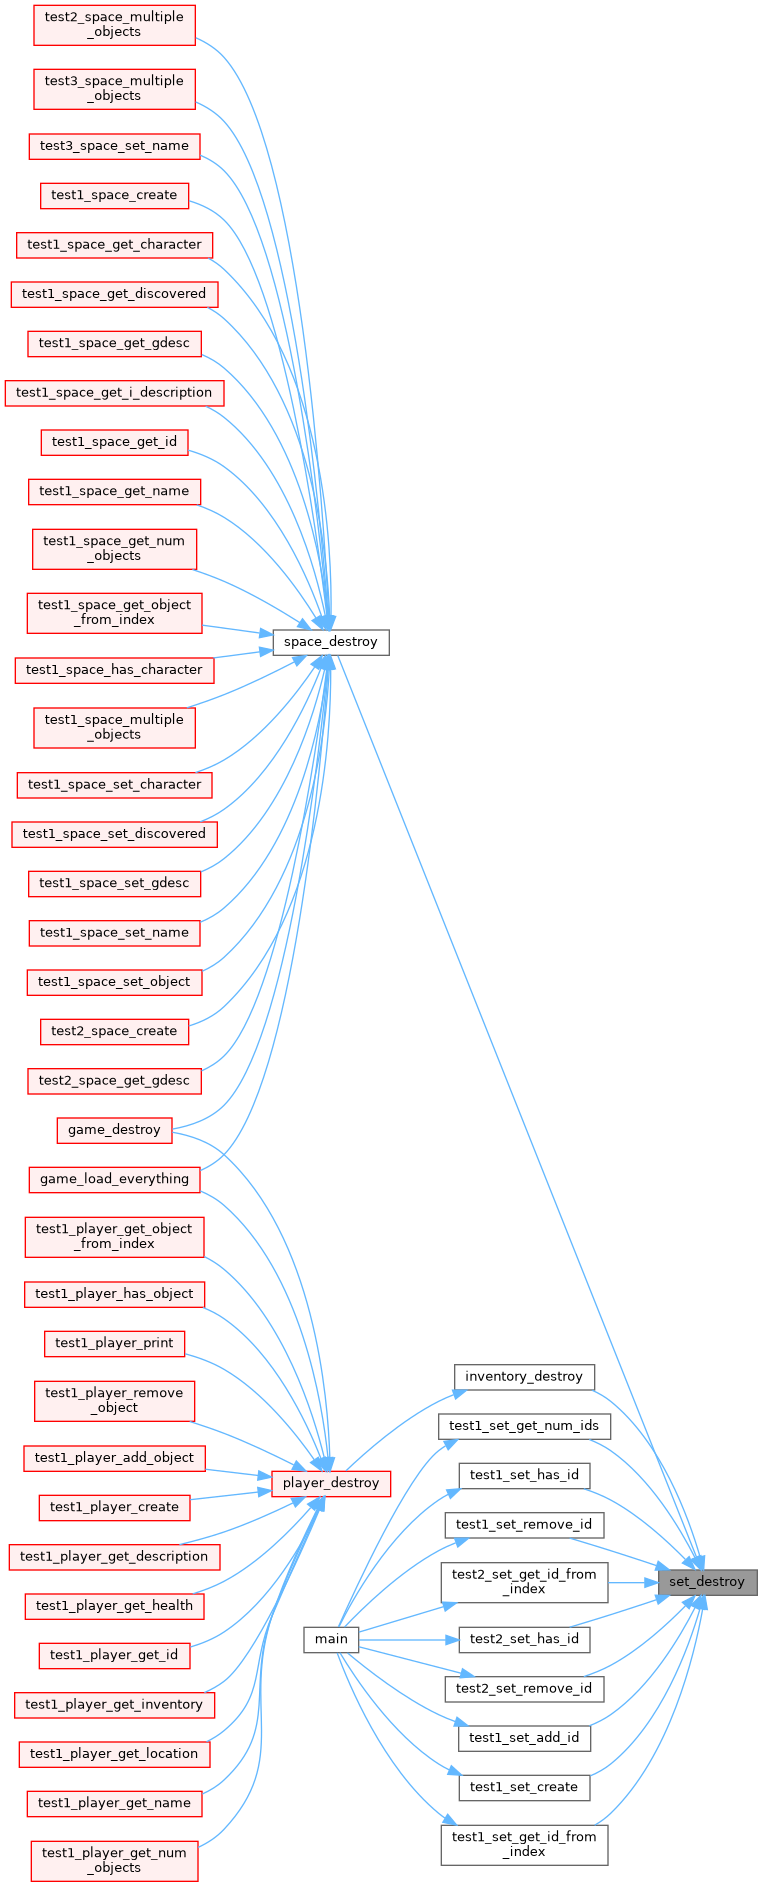 test2_space_multiple
_objects
test3_space_multiple
_objects
test3_space_set_name
test1_space_create
test1_space_get_character
test1_space_get_discovered
test1_space_get_gdesc
test1_space_get_i_description
test1_space_get_id
test1_space_get_name
test1_space_get_num
_objects
test1_space_get_object
_from_index
space_destroy
test1_space_has_character
test1_space_multiple
_objects
test1_space_set_character
test1_space_set_discovered
test1_space_set_gdesc
test1_space_set_name
test1_space_set_object
test2_space_create
test2_space_get_gdesc
game_destroy
game_load_everything
test1_player_get_object
_from_index
test1_player_has_object
test1_player_print
test1_player_remove
_object
test1_player_add_object
player_destroy
test1_player_create
test1_player_get_description
test1_player_get_health
test1_player_get_id
test1_player_get_inventory
test1_player_get_location
test1_player_get_name
test1_player_get_num
_objects
inventory_destroy
test1_set_get_num_ids
test1_set_has_id
test1_set_remove_id
test2_set_get_id_from
_index
set_destroy
main
test2_set_has_id
test2_set_remove_id
test1_set_add_id
test1_set_create
test1_set_get_id_from
_index